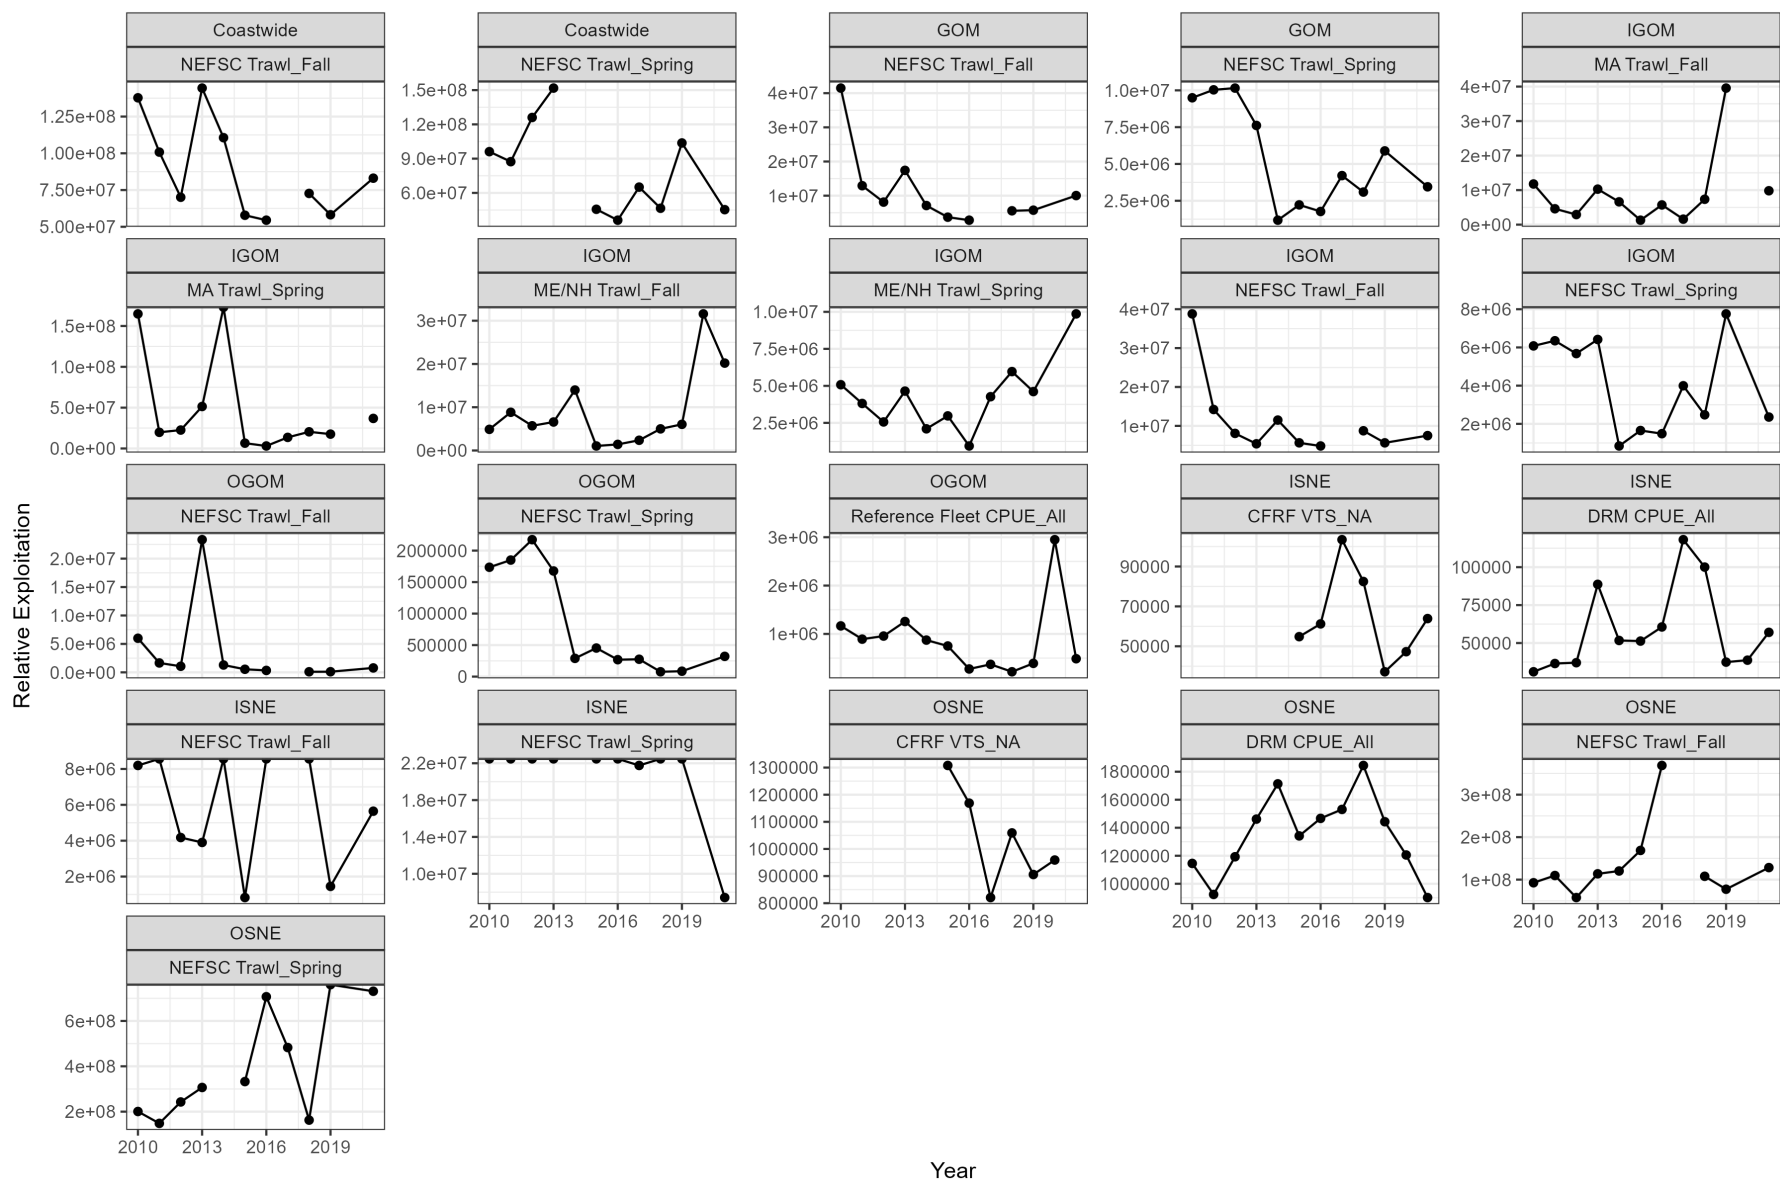 Coastwide
NEFSC Trawl_Fall
1.25e+08
1.00e+08
7.50e+07
5.00e+07
Coastwide
NEFSC Trawl_Spring
1.5e+08
1.2e+08
9.0e+07
6.0e+07
GOM
NEFSC Trawl_Fall
4e+07
3e+07
2e+07
1e+07
GOM
NEFSC Trawl_Spring
1.0e+07
7.5e+06
5.0e+06
2.5e+06
IGOM
MA Trawl_Fall
4e+07
3e+07
2e+07
1e+07
0e+00
IGOM
MA Trawl_Spring
1.5e+08
1.0e+08
5.0e+07
0.0e+00
IGOM
ME/NH Trawl_Fall
3e+07
2e+07
1e+07
0e+00
IGOM
ME/NH Trawl_Spring
1.0e+07
7.5e+06
5.0e+06
2.5e+06
IGOM
NEFSC Trawl_Fall
4e+07
3e+07
2e+07
1e+07
IGOM
NEFSC Trawl_Spring
8e+06
6e+06
4e+06
2e+06
OGOM
NEFSC Trawl_Fall
2.0e+07
1.5e+07
1.0e+07
5.0e+06
0.0e+00
OGOM
NEFSC Trawl_Spring
2000000
1500000
1000000
500000
0
OGOM
Reference Fleet CPUE_All
3e+06
2e+06
1e+06
ISNE
CFRF VTS_NA
90000
70000
50000
ISNE
DRM CPUE_All
100000
75000
50000
ISNE
NEFSC Trawl_Fall
8e+06
6e+06
4e+06
2e+06
ISNE
NEFSC Trawl_Spring
2.2e+07
1.8e+07
1.4e+07
1.0e+07
2010 2013 2016 2019
OSNE
CFRF VTS_NA
1300000
1200000
1100000
1000000
900000
800000
2010 2013 2016 2019
OSNE
DRM CPUE_All
1800000
1600000
1400000
1200000
1000000
2010 2013 2016 2019
OSNE
NEFSC Trawl_Fall
3e+08
2e+08
1e+08
2010 2013 2016 2019
OSNE
NEFSC Trawl_Spring
6e+08
4e+08
2e+08
2010 2013 2016 2019
Relative Exploitation
Year